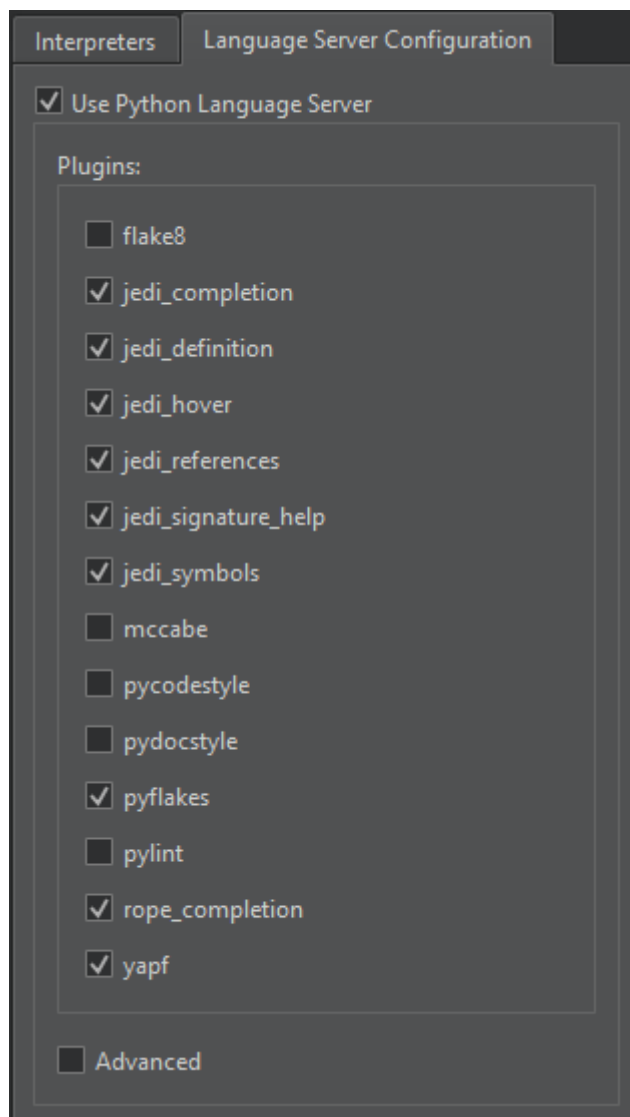 Interpreters
Language Server Configuration
Use Python Language Server
Plugins:
flake8
jedi_completion
jedi_definition
jedi_hover
jedi_references
jedi_signature_help
jedi_symbols
mccabe
pycodestyle
pydocstyle
pyflakes
pylint
rope_completion
yapf
Advanced